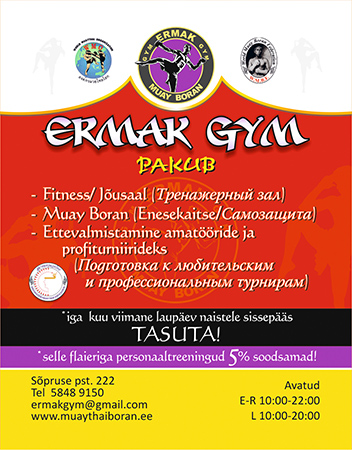 ERMAK
GYM GYM
MUAY BORAN
ERMAK GYM
PAKUB
- Fitness/ Jõusaal (Тренажерный зал)
- Muay Boran (Enesekaitse/Самозащита)
- Ettevalmistamine amatööride ja
profiturniirideks
(Подготовка к любительским
и профессиональным турнирам)
*iga kuu viimane laupäev naistele sissepääs
TASUTA!
*selle flaieriga personaaltreeningud 5% soodsamad!
Sõpruse pst. 222
Tel 5848 9150
ermakgym@gmail.com
www.muaythaiboran.ee
Avatud
E-R 10:00-22:00
L 10:00-20:00